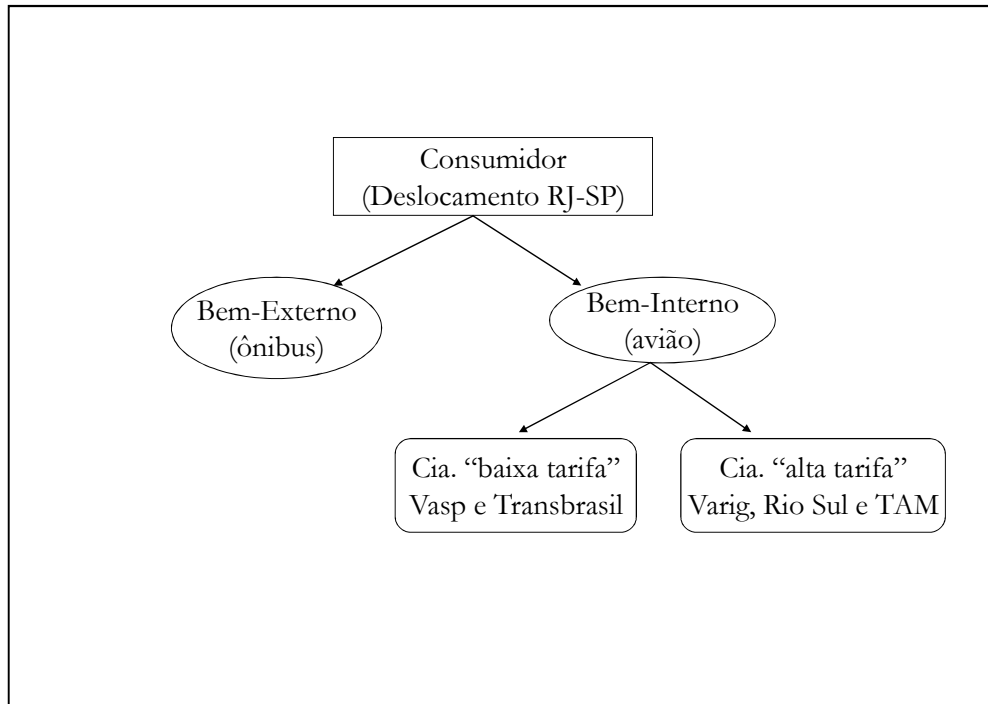 Consumidor
(Deslocamento RJ-SP)
Bem-Externo
(ônibus)
Bem-Interno
(avião)
Cia. “baixa tarifa”
Vasp e Transbrasil
Cia. “alta tarifa”
Varig, Rio Sul e TAM